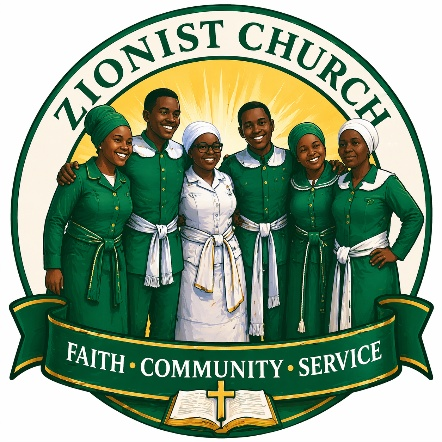 ZIONIST CHURCH
FAITH • COMMUNITY • SERVICE